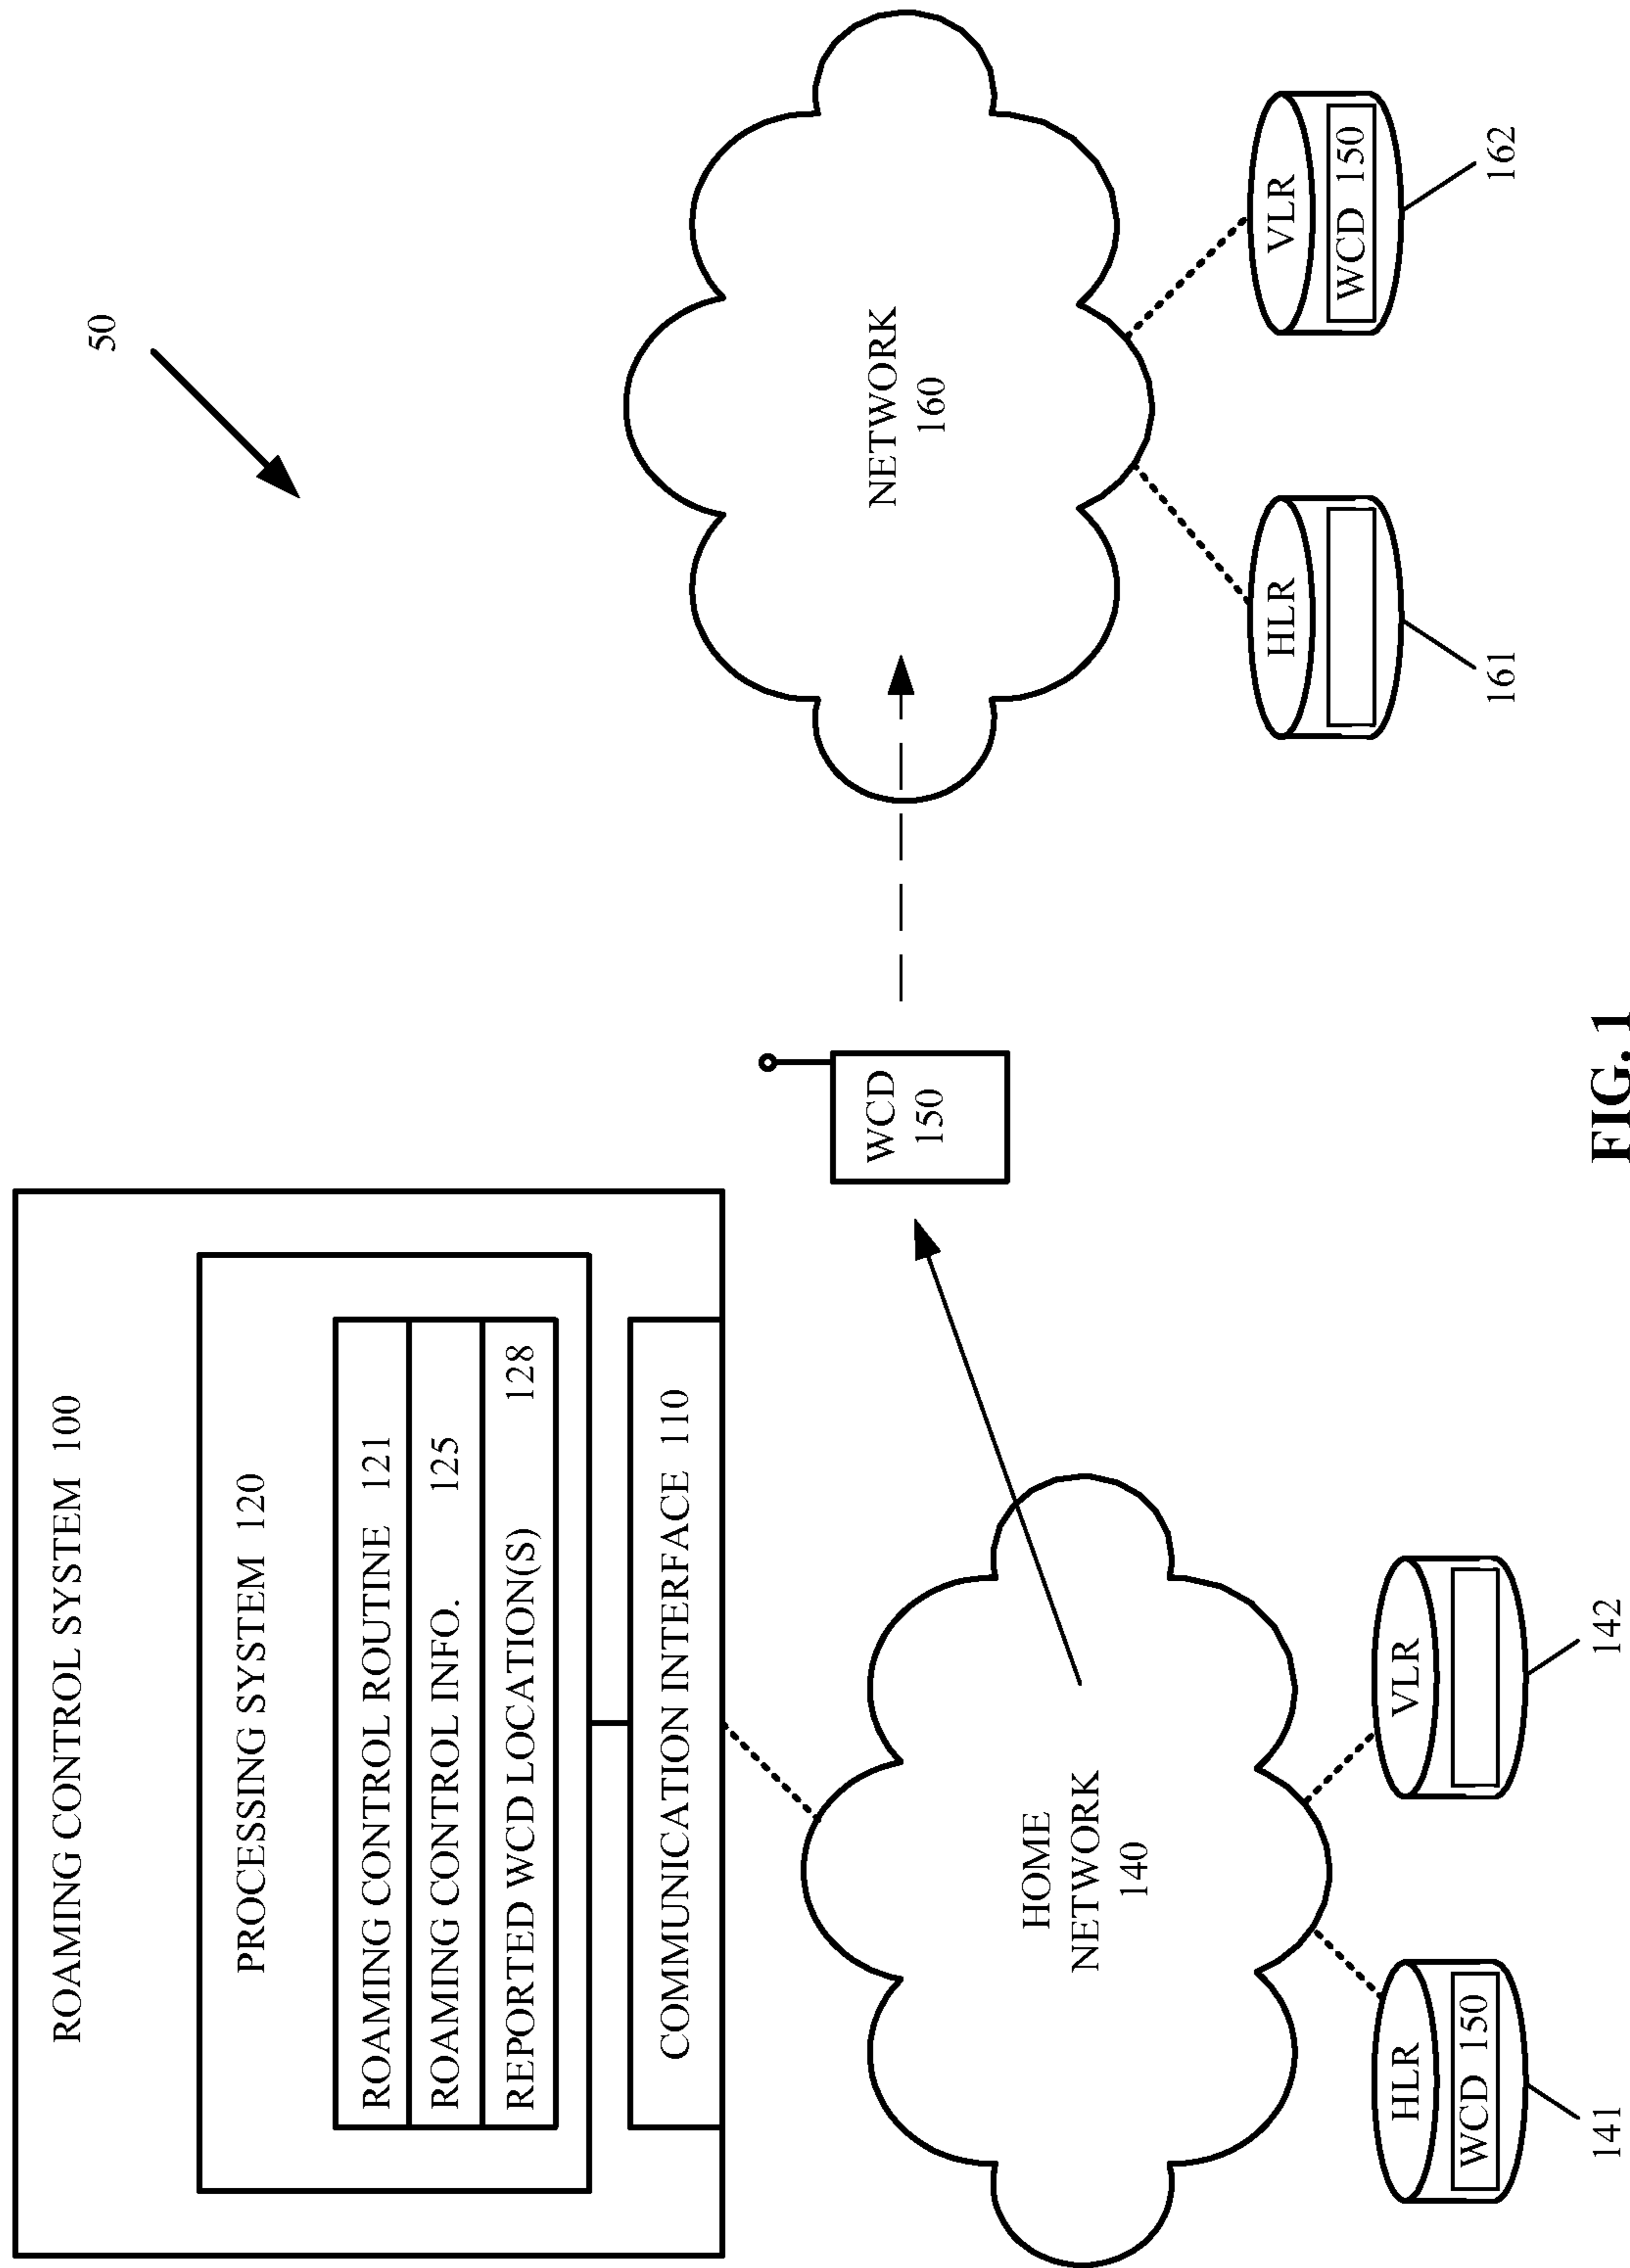 50
ROAMING CONTROL SYSTEM 100
PROCESSING SYSTEM 120
ROAMING CONTROL ROUTINE 121
ROAMING CONTROL INFO. 125
REPORTED WCD LOCATION(S) 128
COMMUNICATION INTERFACE 110
WCD
150
NETWORK
160
HOME
NETWORK
140
HLR
WCD 150
141
VLR
142
HLR
161
VLR
WCD 150
162
FIG. 1